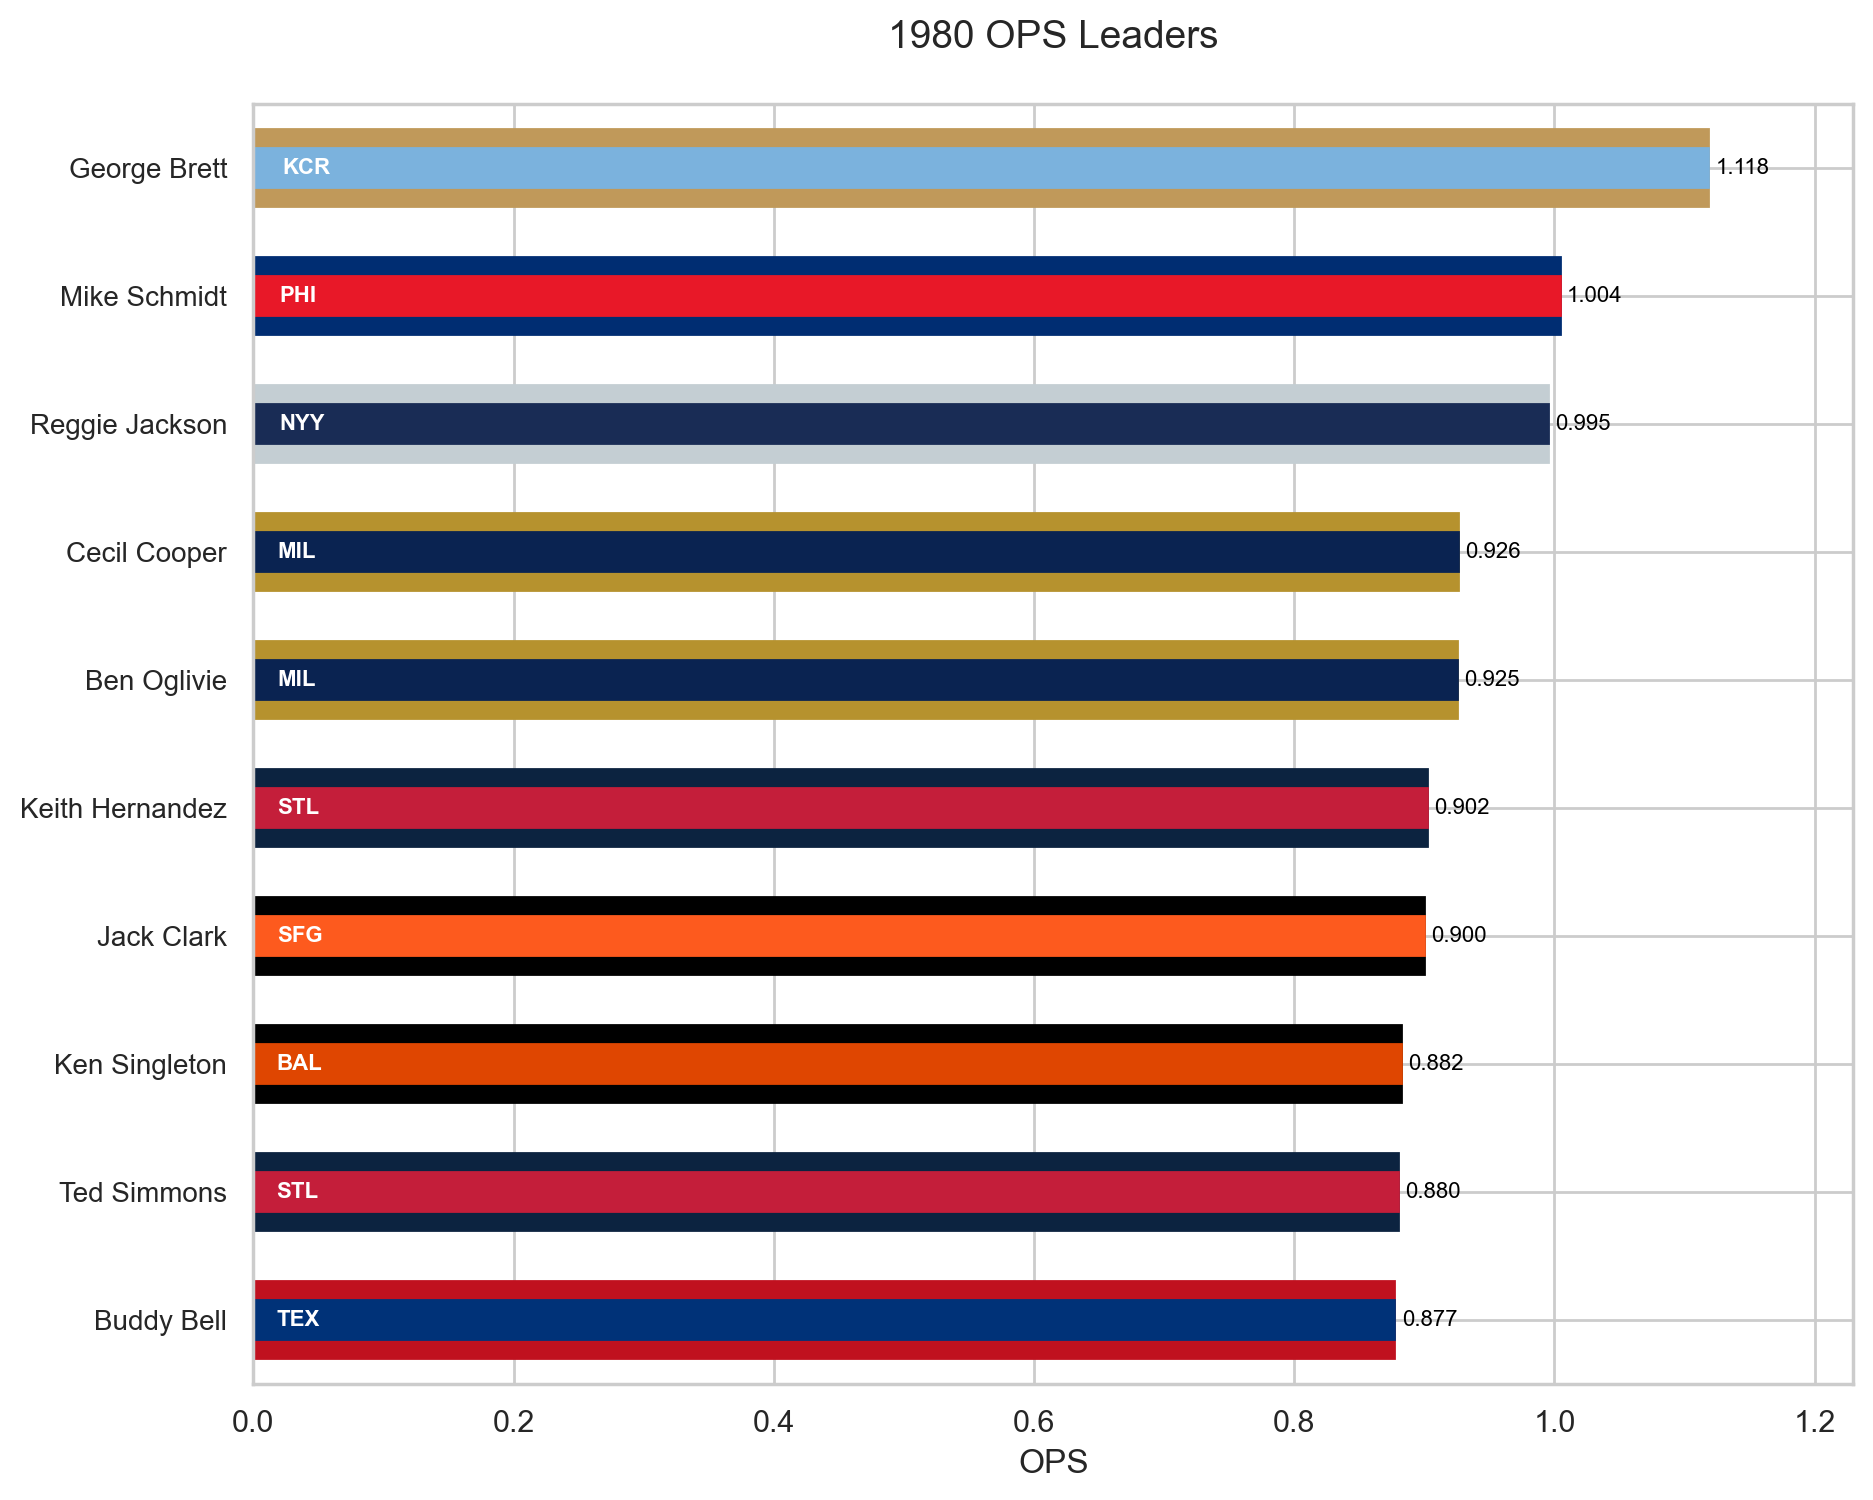 1980 OPS Leaders
George Brett KCR 1.118
Mike Schmidt PHI 1.004
Reggie Jackson NYY 0.995
Cecil Cooper MIL 0.926
Ben Oglivie MIL 0.925
Keith Hernandez STL 0.902
Jack Clark SFG 0.900
Ken Singleton BAL 0.882
Ted Simmons STL 0.880
Buddy Bell TEX 0.877
0.0 0.2 0.4 0.6 0.8 1.0 1.2
OPS